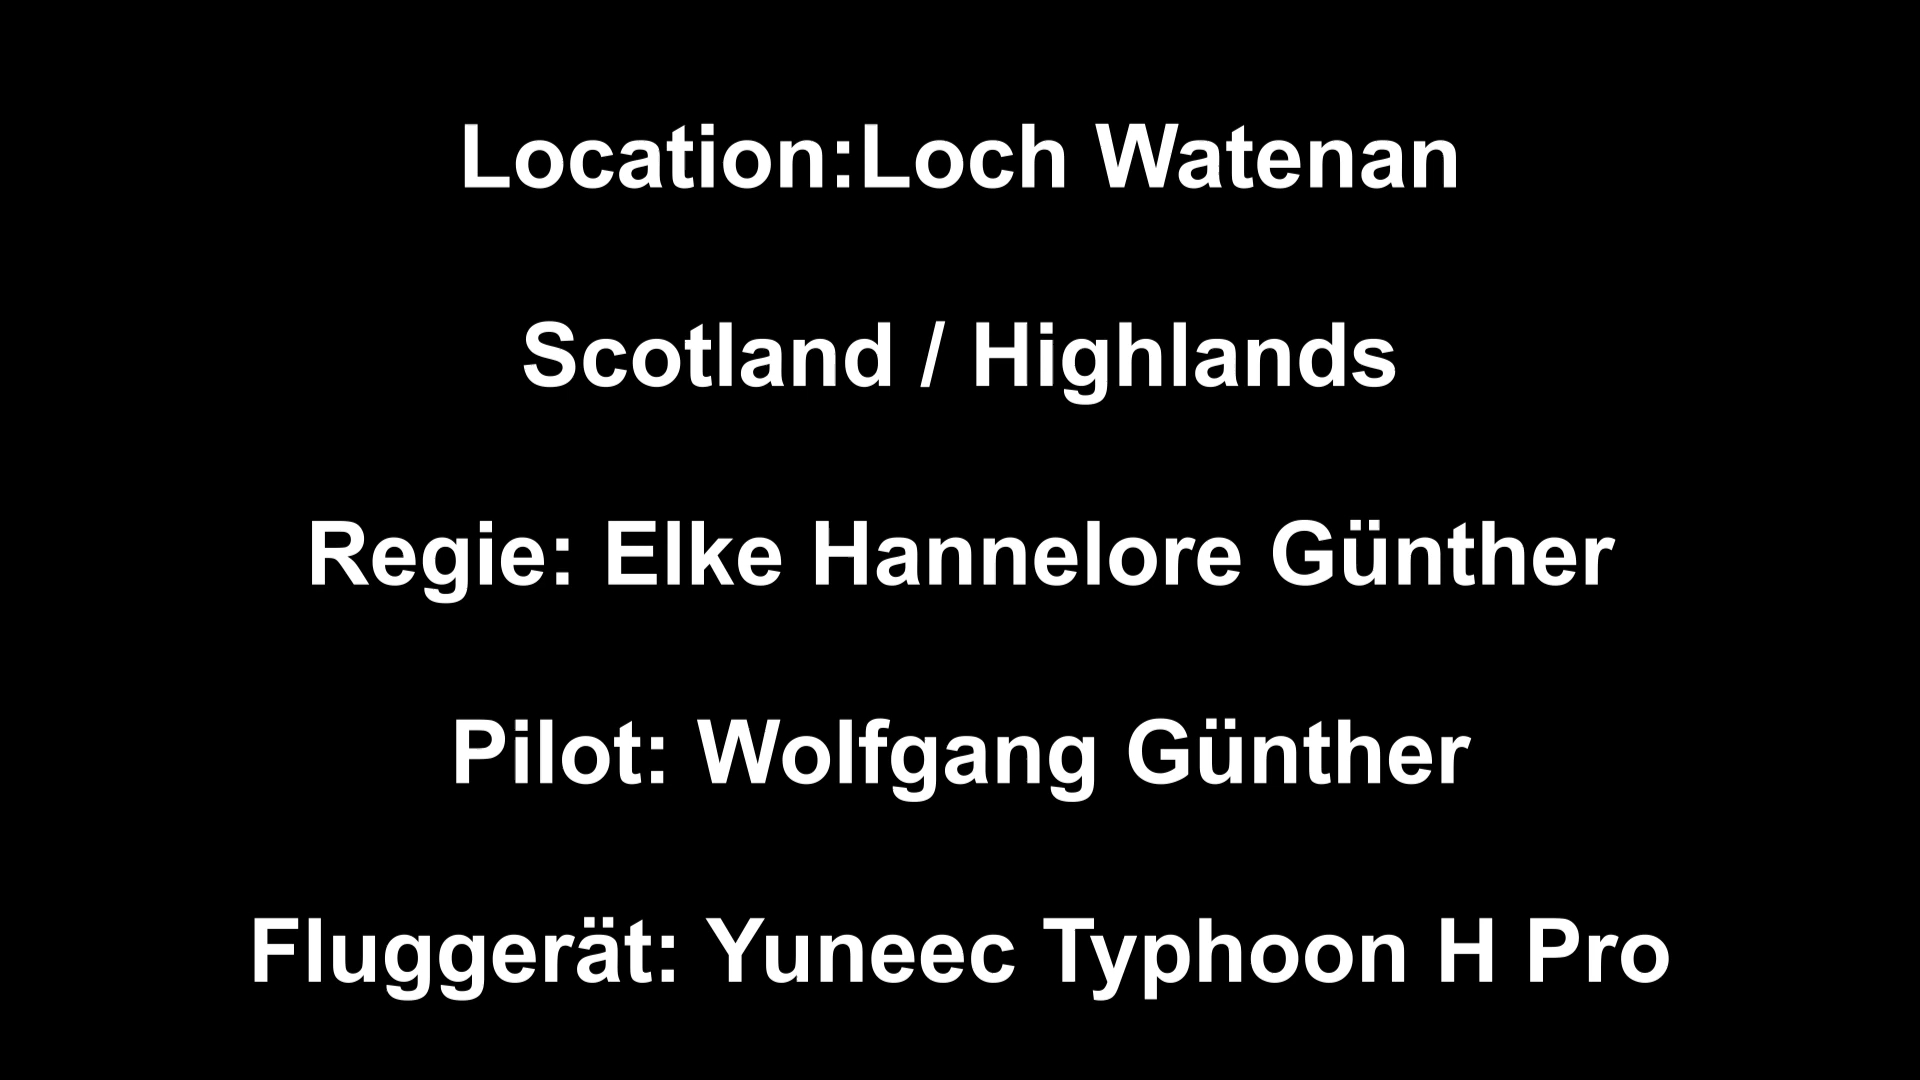 Location:Loch Watenan
Scotland / Highlands
Regie: Elke Hannelore Günther
Pilot: Wolfgang Günther
Fluggerät: Yuneec Typhoon H Pro